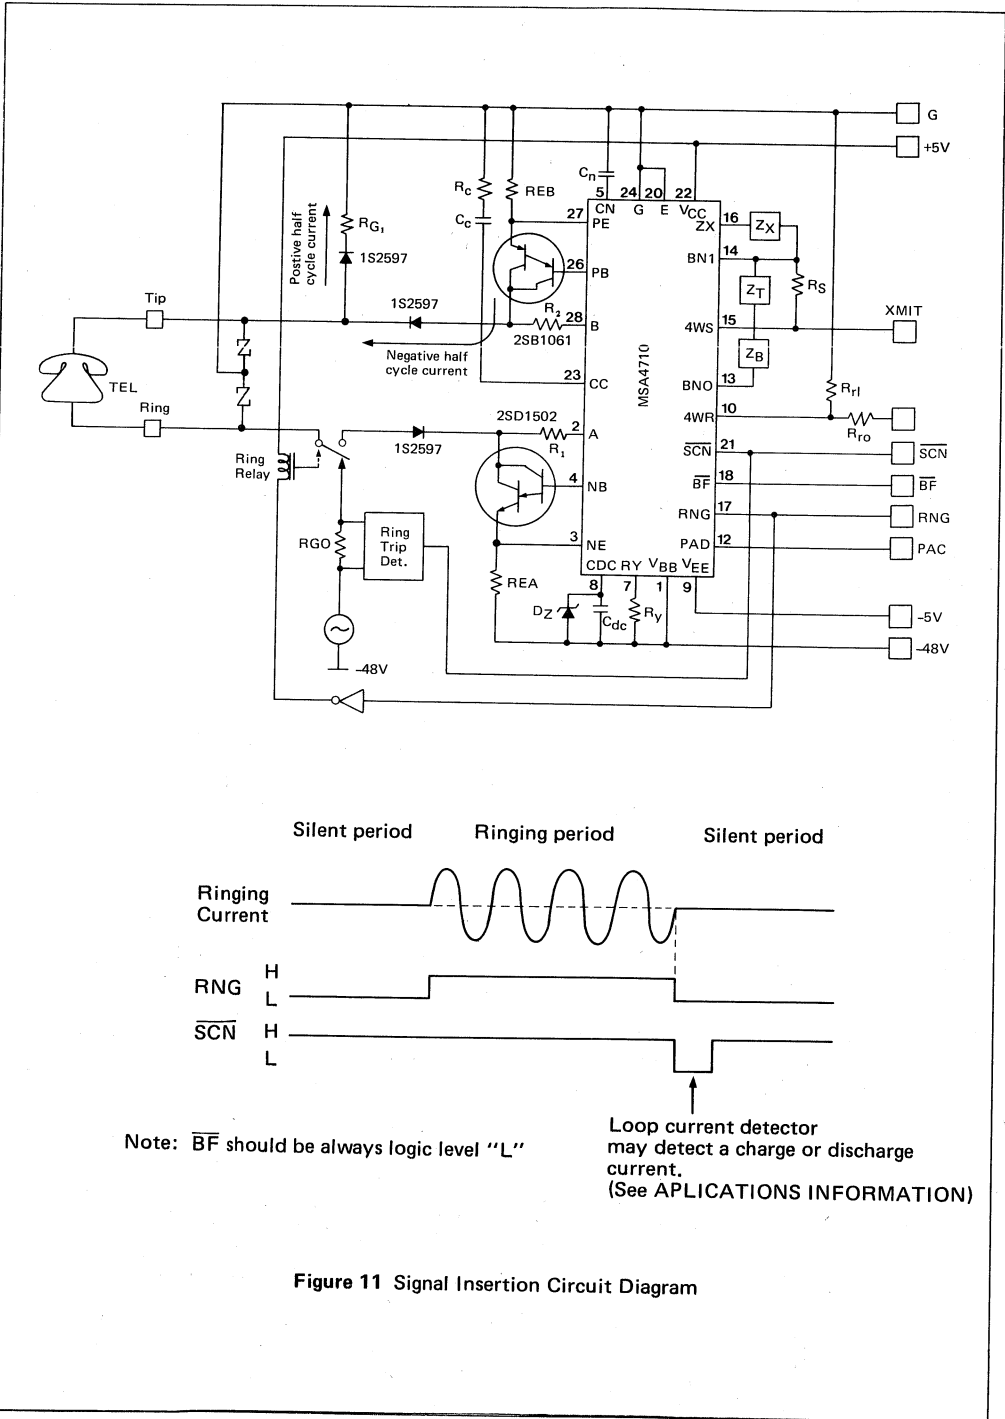 G
+5V
Cn
5 24 20 22
Rc
REB
CN G E VCC
27 PE
ZX 16
ZX
Cc
RG1
Postive half
cycle current
1S2597
26 PB
BN1 14
ZT
RS
Tip
1S2597
R2
28 B
2SB1061
4WS 15
XMIT
Negative half
cycle current
ZB
MSA4710
23 CC
BNO 13
TEL
Rrl
Ring
2SD1502
4WR 10
2 A
Rro
1S2597
R1
SCN 21
SCN
Ring
Relay
4 NB
BF 18
BF
RNG 17
RNG
RGO
Ring
Trip
Det.
3 NE
PAD 12
PAC
CDC RY VBB VEE
REA
8 7 1 9
DZ
Cdc
Ry
–5V
–48V
–48V
Silent period Ringing period Silent period
Ringing
Current
RNG H
L
SCN H
L
Note: BF should be always logic level "L"
Loop current detector
may detect a charge or discharge
current.
(See APLICATIONS INFORMATION)
Figure 11 Signal Insertion Circuit Diagram